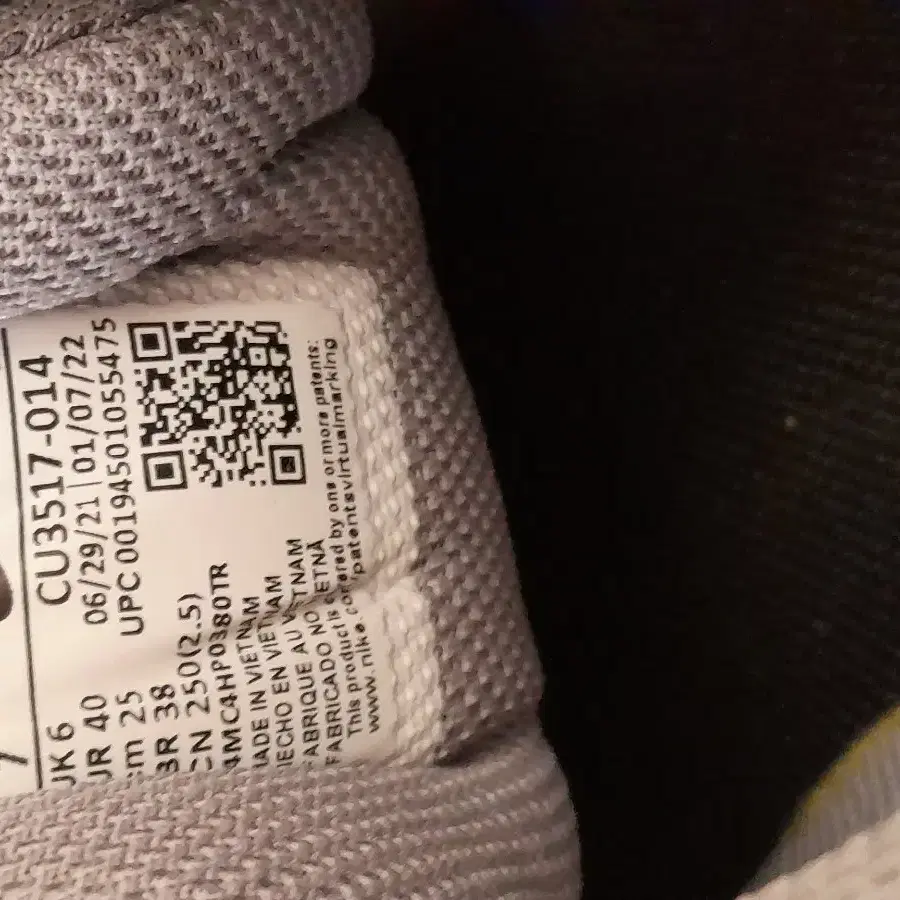 CU3517-014
06/29/21 | 01/07/22
UPC 00194501055475
UK 6
UR 40
cm 25
BR 38
CN 250(2.5)
4MC4HP0380TR
MADE IN VIETNAM
HECHO EN VIETNAM
FABRIQUE AU VIETNAM
FABRICADO NO VIETNÃ
This product is covered by one or more patents:
www.nike.com/patentsvirtualmarking